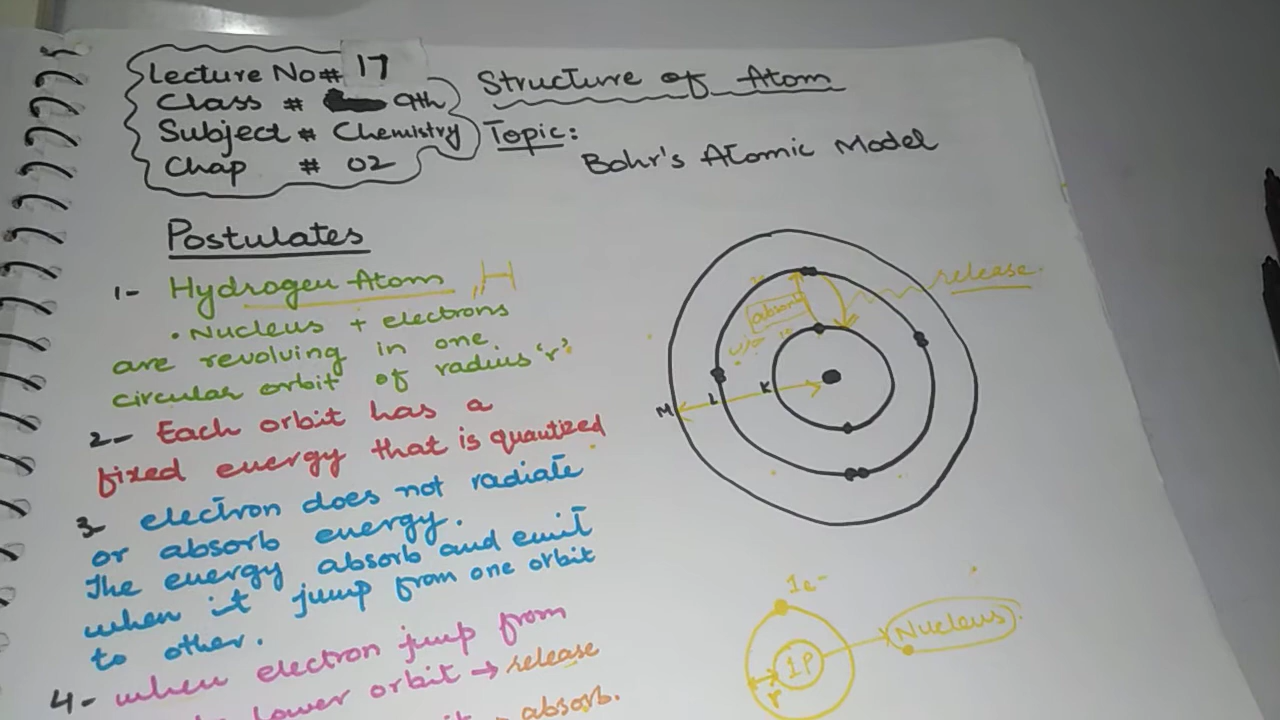 Lecture No# 17
Class # 9th
Subject # Chemistry
Chap # 02
Structure of Atom
Topic:
Bohr's Atomic Model
Postulates
1- Hydrogen Atom, H
. Nucleus + electrons
are revolving in one.
circular orbit of radius 'r'
2- Each orbit has a
fixed energy that is quantized
3- electron does not radiate
or absorb energy.
The energy absorb and emit
when it jump from one orbit
to other.
4- when electron jump from
lower orbit → release
absorb.
release.
absorb
K
L
M
1e-
1P
r
Nucleus